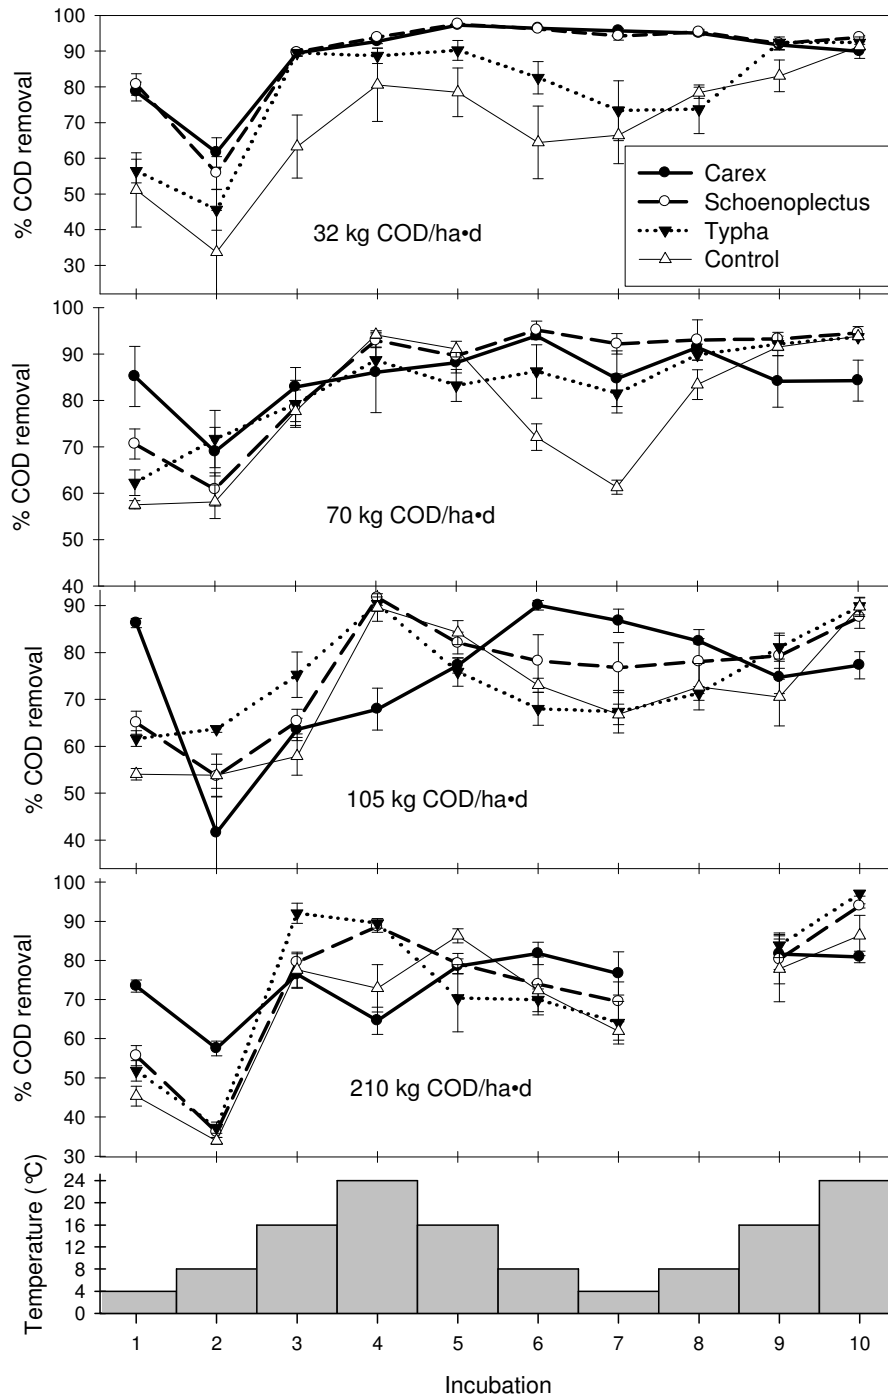 % COD removal
100
90
80
70
60
50
40
30
32 kg COD/ha•d
Carex
Schoenoplectus
Typha
Control
% COD removal
100
90
80
70
60
50
40
70 kg COD/ha•d
% COD removal
90
80
70
60
50
40
105 kg COD/ha•d
% COD removal
100
90
80
70
60
50
40
30
210 kg COD/ha•d
Temperature (°C)
24
20
16
12
8
4
0
1 2 3 4 5 6 7 8 9 10
Incubation